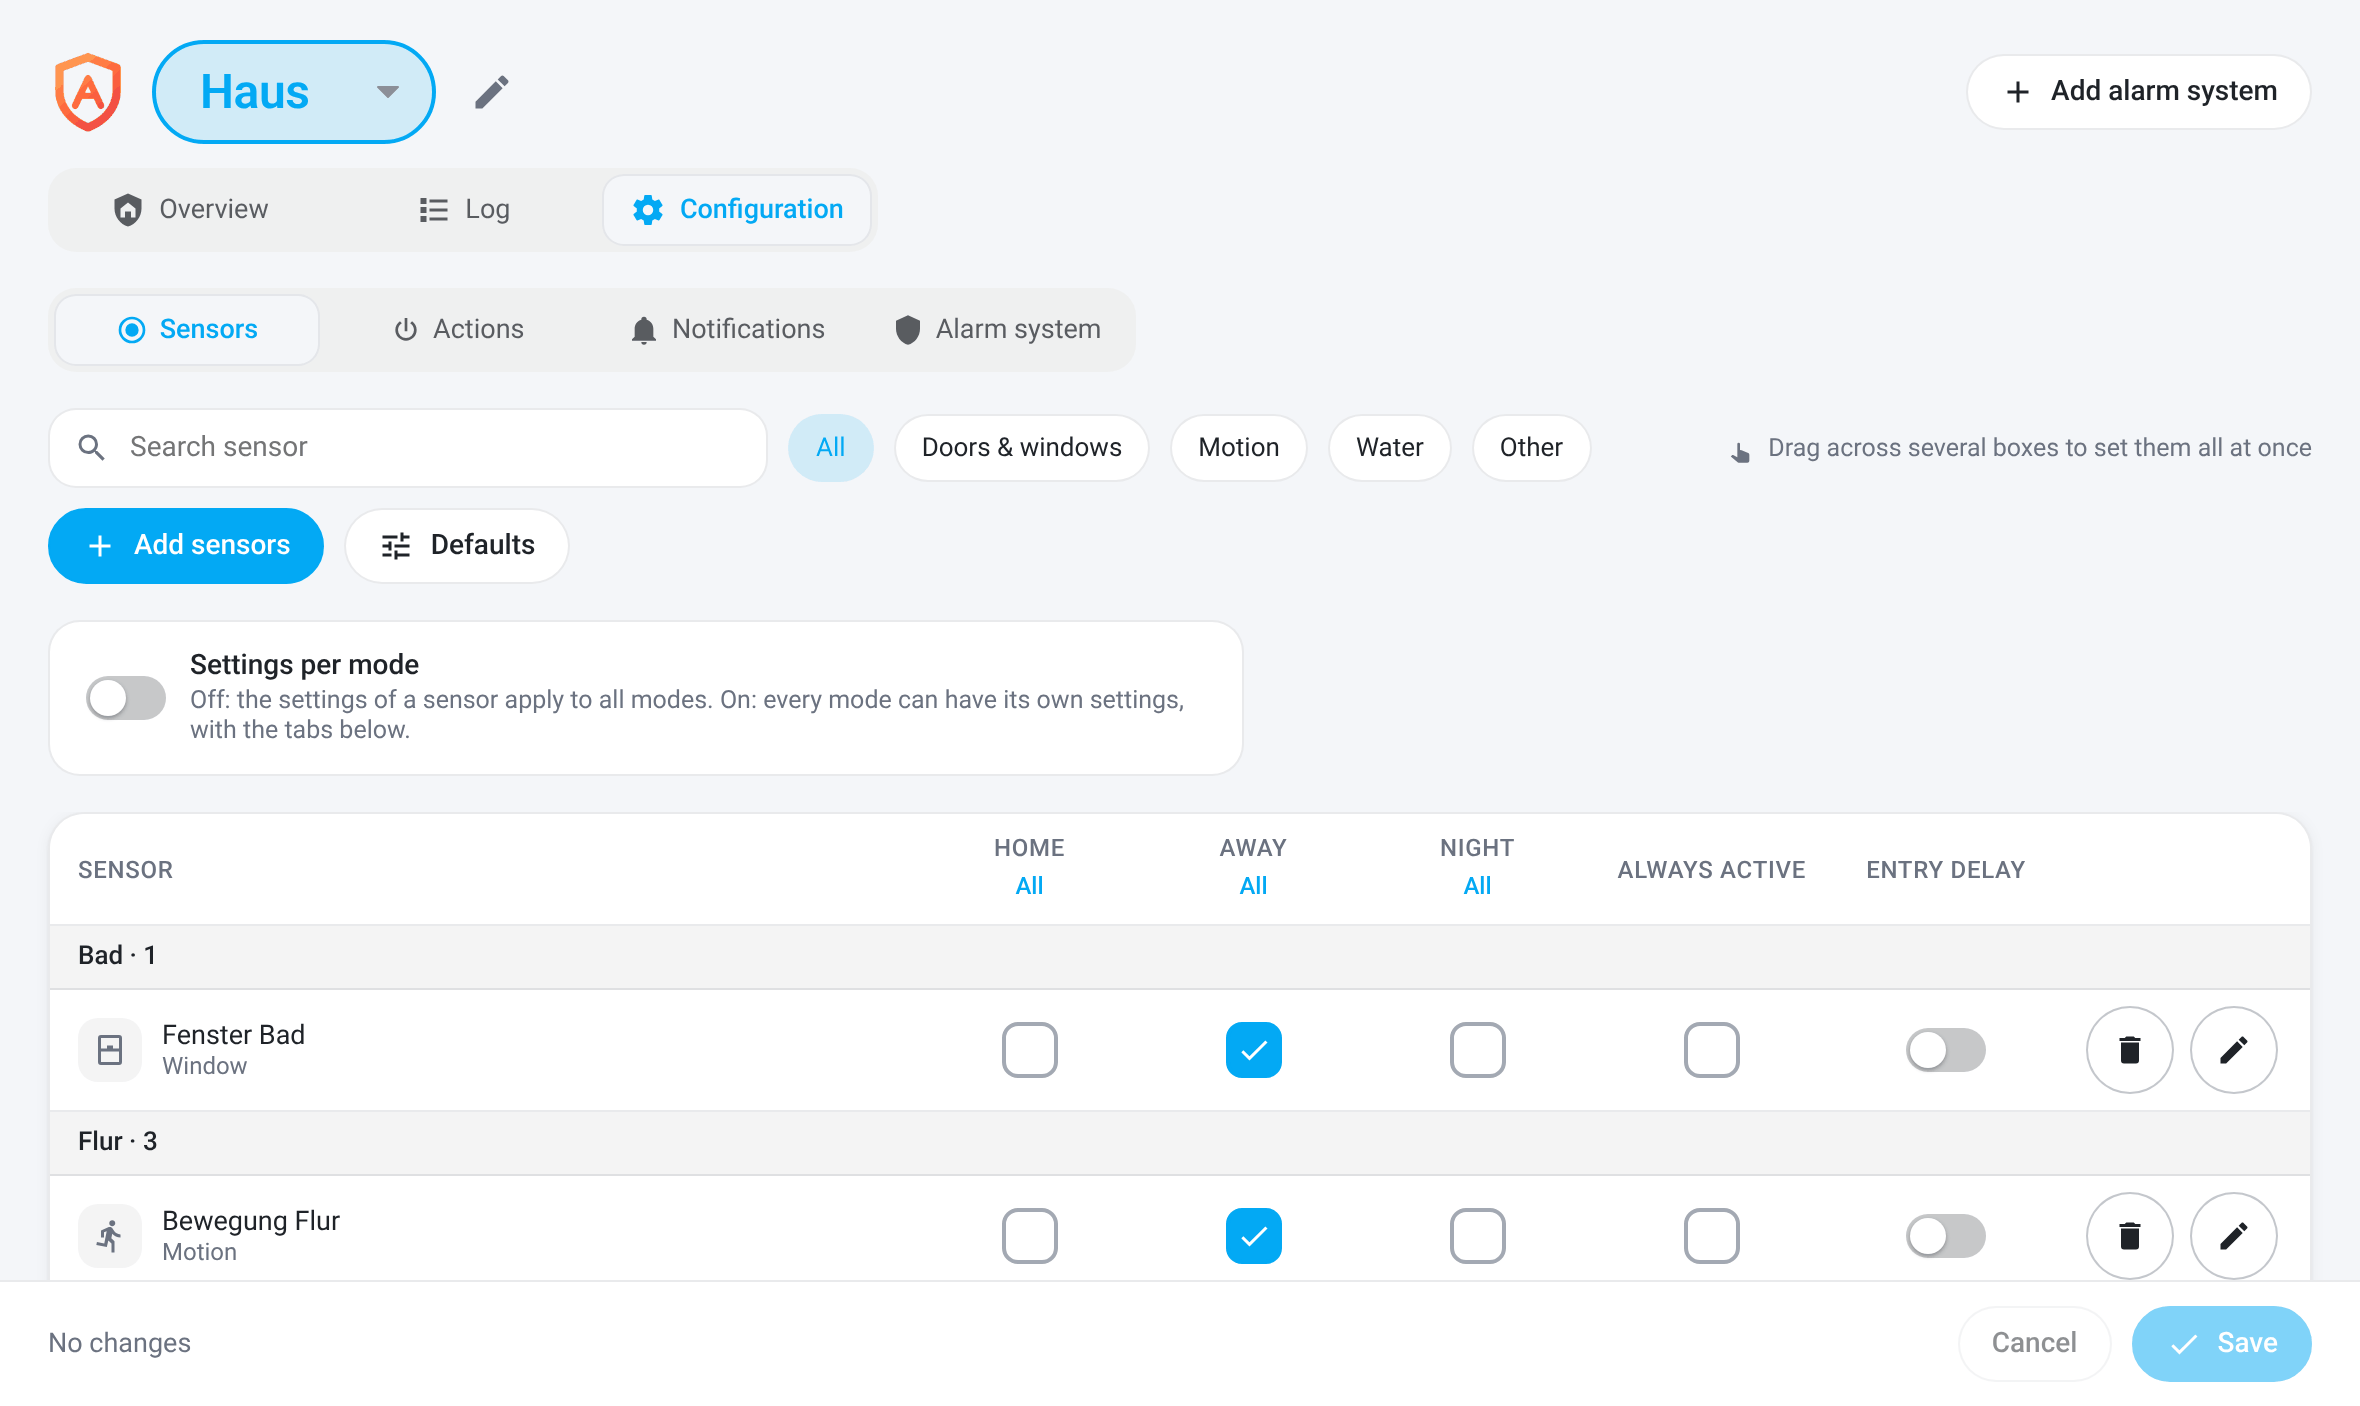 Haus
Add alarm system
Overview
Log
Configuration
Sensors
Actions
Notifications
Alarm system
Search sensor
All
Doors & windows
Motion
Water
Other
Drag across several boxes to set them all at once
Add sensors
Defaults
Settings per mode
Off: the settings of a sensor apply to all modes. On: every mode can have its own settings,
with the tabs below.
SENSOR
HOME
All
AWAY
All
NIGHT
All
ALWAYS ACTIVE
ENTRY DELAY
Bad · 1
Fenster Bad
Window
Flur · 3
Bewegung Flur
Motion
No changes
Cancel
Save